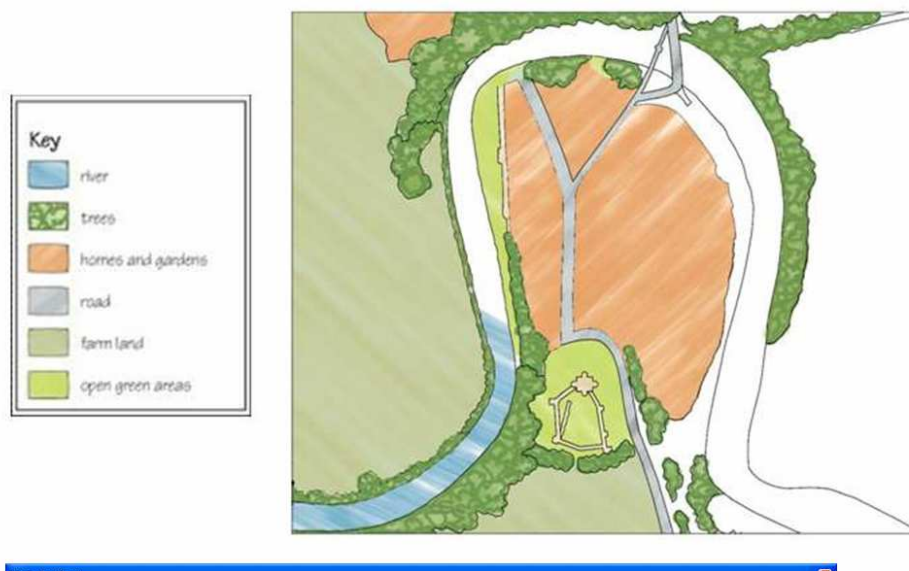 Key
river
trees
homes and gardens
road
farm land
open green areas